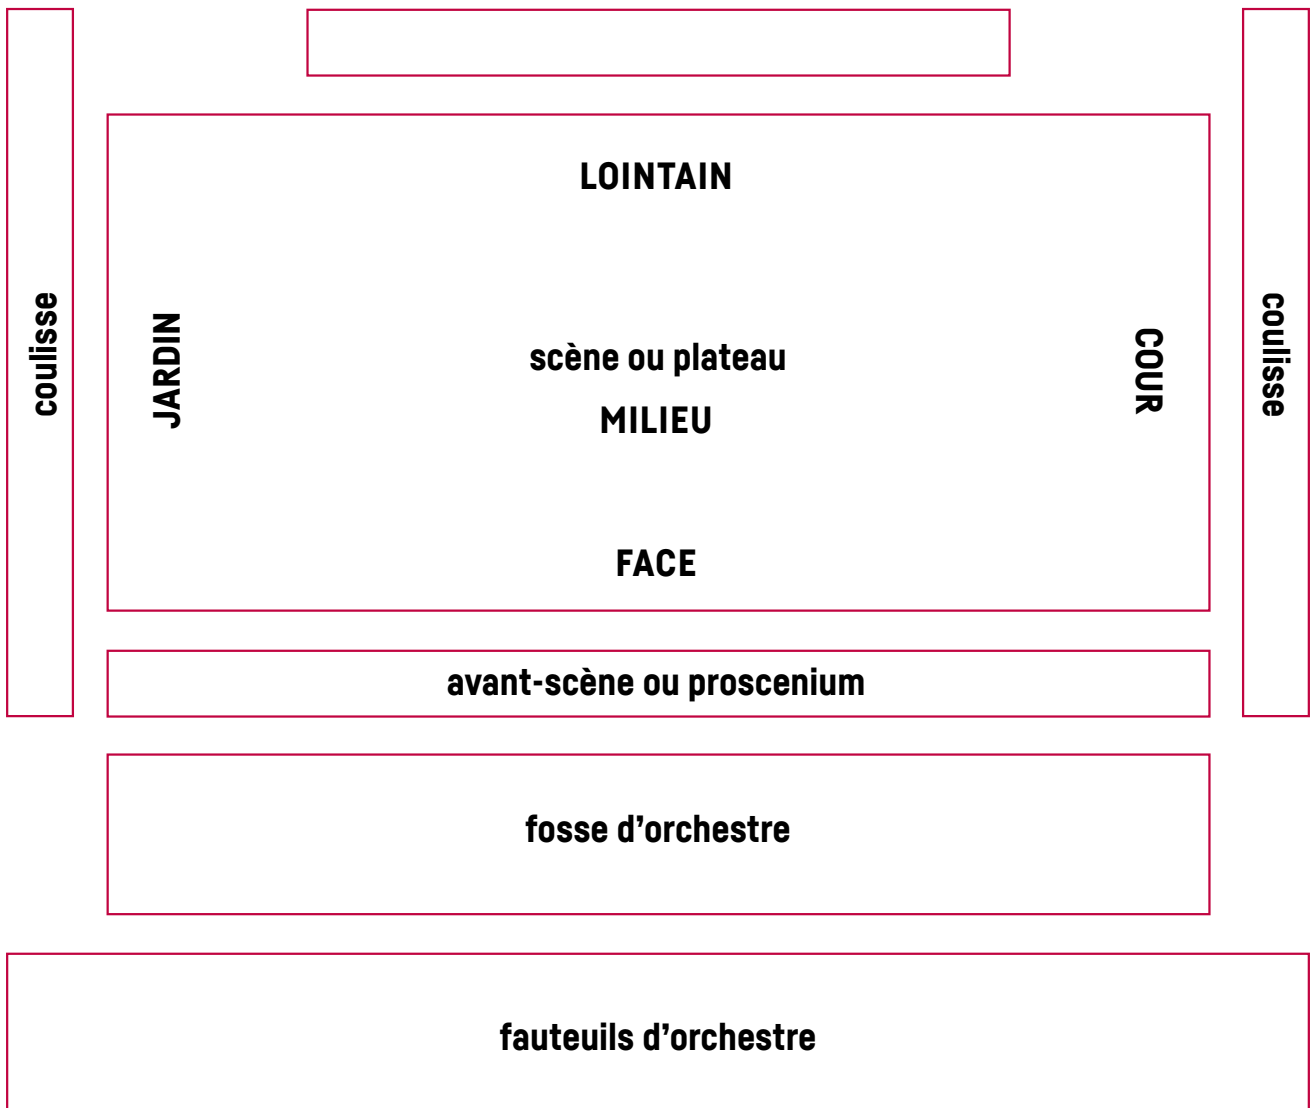 LOINTAIN
coulisse
JARDIN
scène ou plateau
MILIEU
COUR
coulisse
FACE
avant-scène ou proscenium
fosse d’orchestre
fauteuils d’orchestre